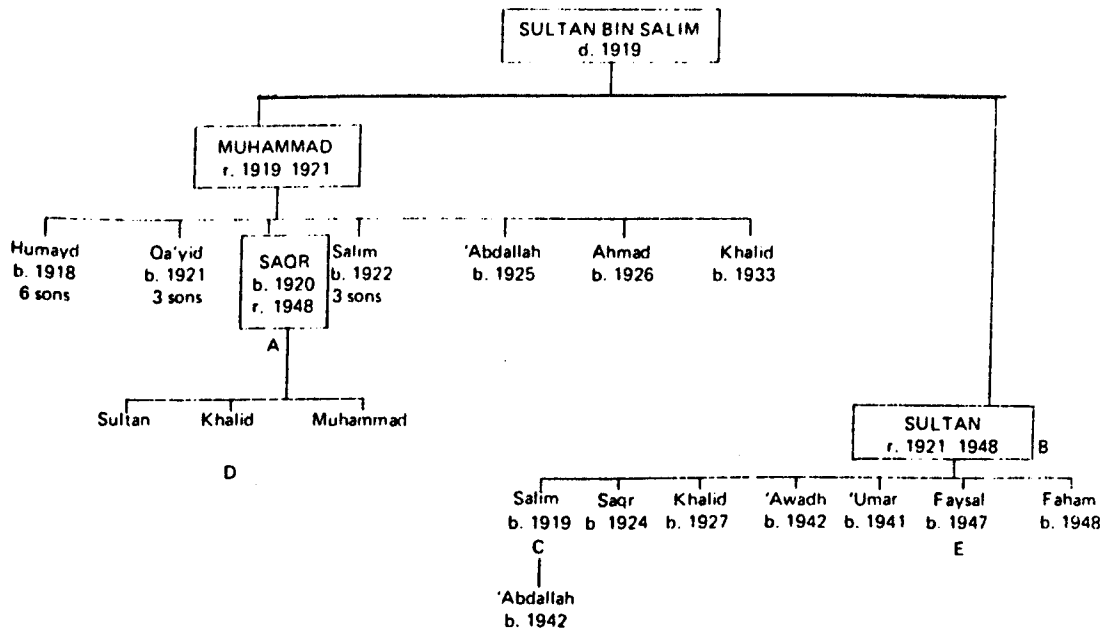 SULTAN BIN SALIM
d. 1919
MUHAMMAD
r. 1919 1921
Humayd
b. 1918
6 sons
Qa'yid
b. 1921
3 sons
SAQR
b. 1920
r. 1948
A
Salim
b. 1922
3 sons
'Abdallah
b. 1925
Ahmad
b. 1926
Khalid
b. 1933
Sultan
Khalid
Muhammad
D
SULTAN
r. 1921 1948
B
Salim
b. 1919
C
Saqr
b 1924
Khalid
b. 1927
'Awadh
b. 1942
'Umar
b. 1941
Faysal
b. 1947
E
Faham
b. 1948
'Abdallah
b. 1942